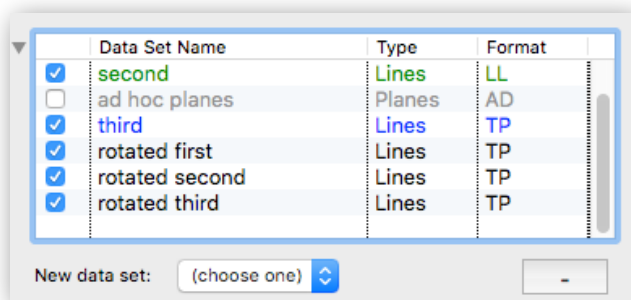 Data Set Name Type Format
second Lines LL
ad hoc planes Planes AD
third Lines TP
rotated first Lines TP
rotated second Lines TP
rotated third Lines TP
New data set: (choose one) -